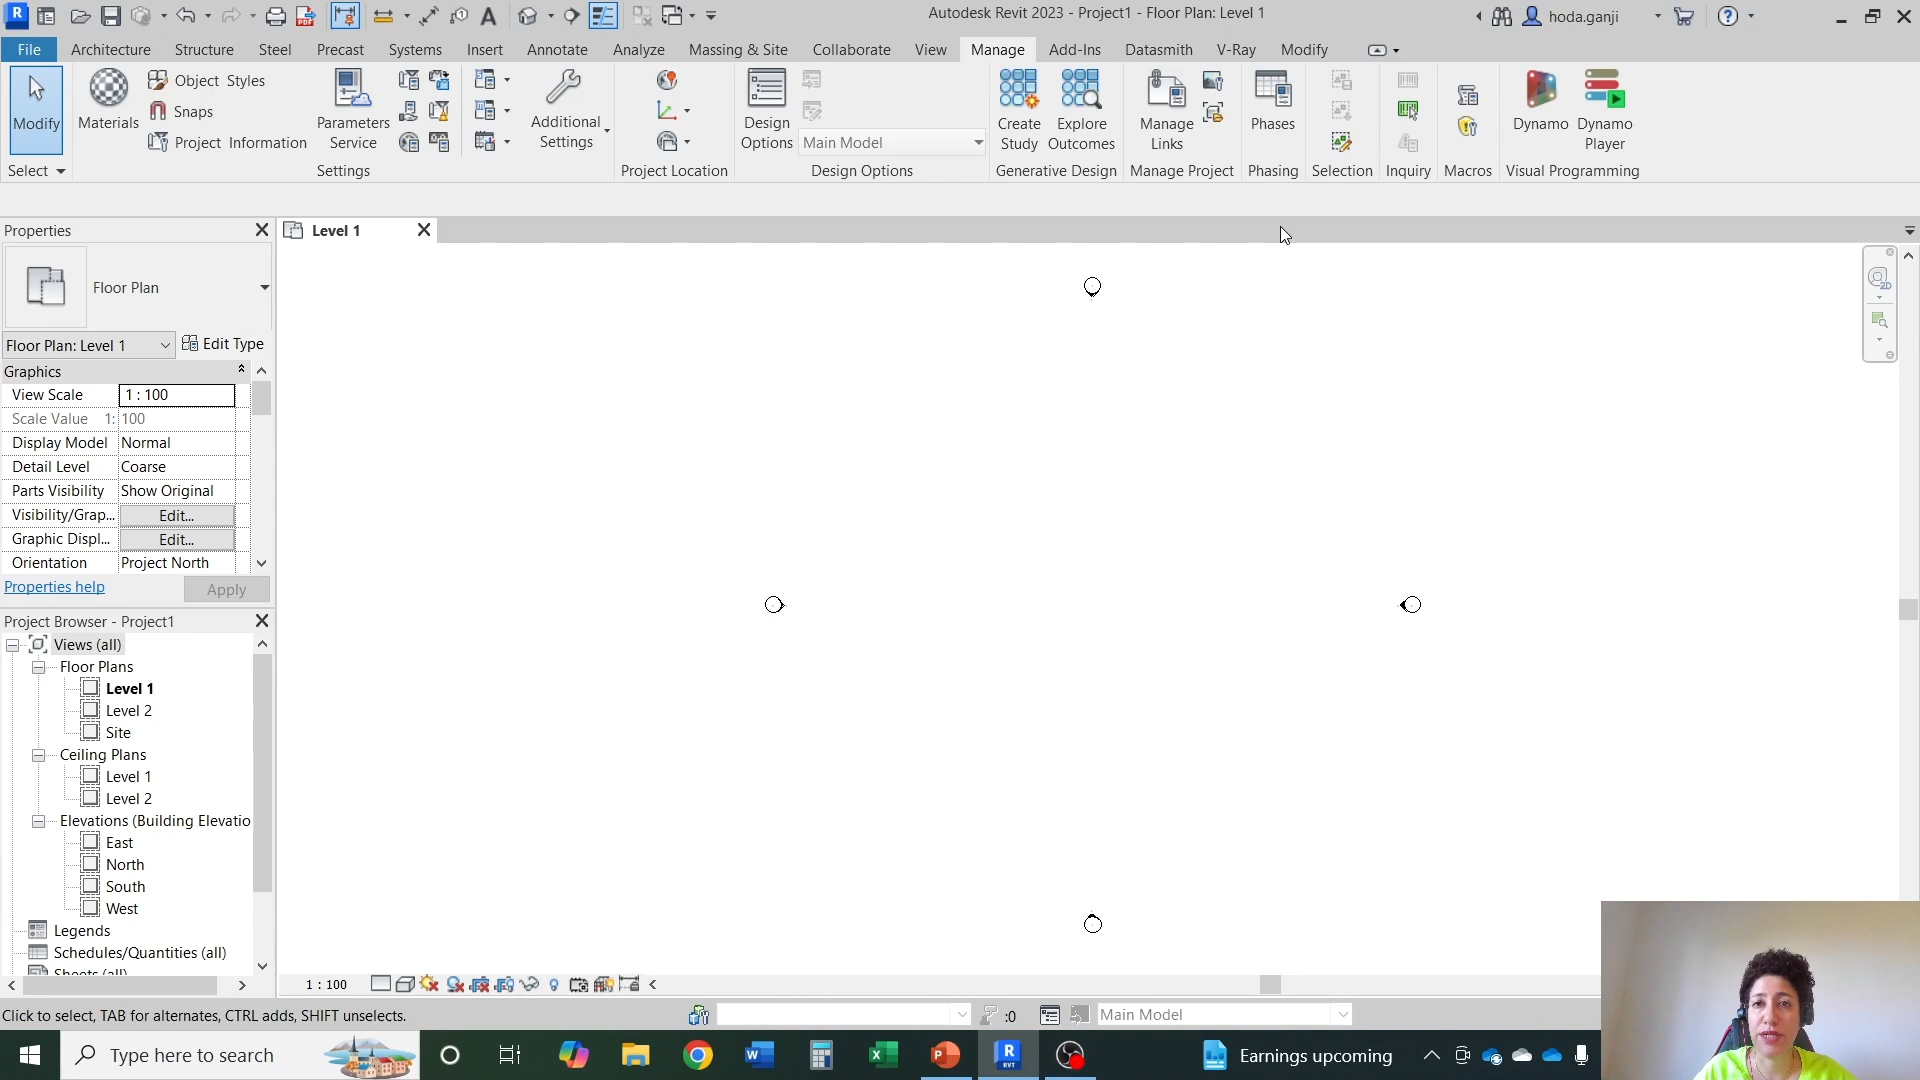 Autodesk Revit 2023 - Project1 - Floor Plan: Level 1
hoda.ganji
File
Architecture
Structure
Steel
Precast
Systems
Insert
Annotate
Analyze
Massing & Site
Collaborate
View
Manage
Add-Ins
Datasmith
V-Ray
Modify
Modify
Materials
Object Styles
Snaps
Project Information
Parameters
Service
Additional
Settings
Design
Options
Main Model
Create
Study
Explore
Outcomes
Manage
Links
Phases
Dynamo
Dynamo
Player
Select
Settings
Project Location
Design Options
Generative Design
Manage Project
Phasing
Selection
Inquiry
Macros
Visual Programming
Properties
Level 1
2D
Floor Plan
Floor Plan: Level 1
Edit Type
Graphics
View Scale 1 : 100
Scale Value 1: 100
Display Model Normal
Detail Level Coarse
Parts Visibility Show Original
Visibility/Grap... Edit...
Graphic Displ... Edit...
Orientation Project North
Properties help
Apply
Project Browser - Project1
Views (all)
Floor Plans
Level 1
Level 2
Site
Ceiling Plans
Level 1
Level 2
Elevations (Building Elevatio
East
North
South
West
Legends
Schedules/Quantities (all)
Sheets (all)
1 : 100
Click to select, TAB for alternates, CTRL adds, SHIFT unselects.
:0
Main Model
Type here to search
Earnings upcoming